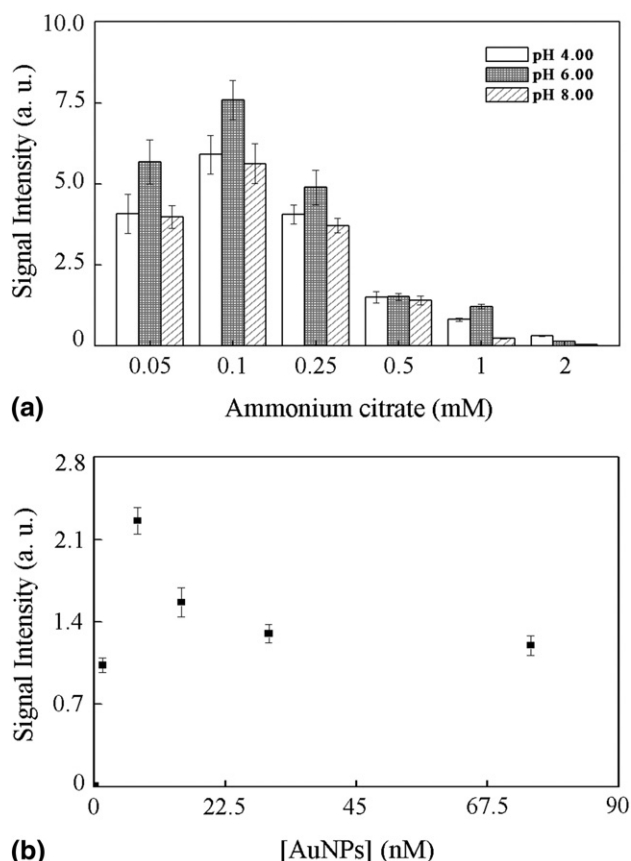 10.0
7.5
5.0
2.5
0
Signal Intensity (a. u.)
pH 4.00
pH 6.00
pH 8.00
0.05 0.1 0.25 0.5 1 2
(a) Ammonium citrate (mM)
2.8
2.1
1.4
0.7
0
Signal Intensity (a. u.)
0 22.5 45 67.5 90
(b) [AuNPs] (nM)